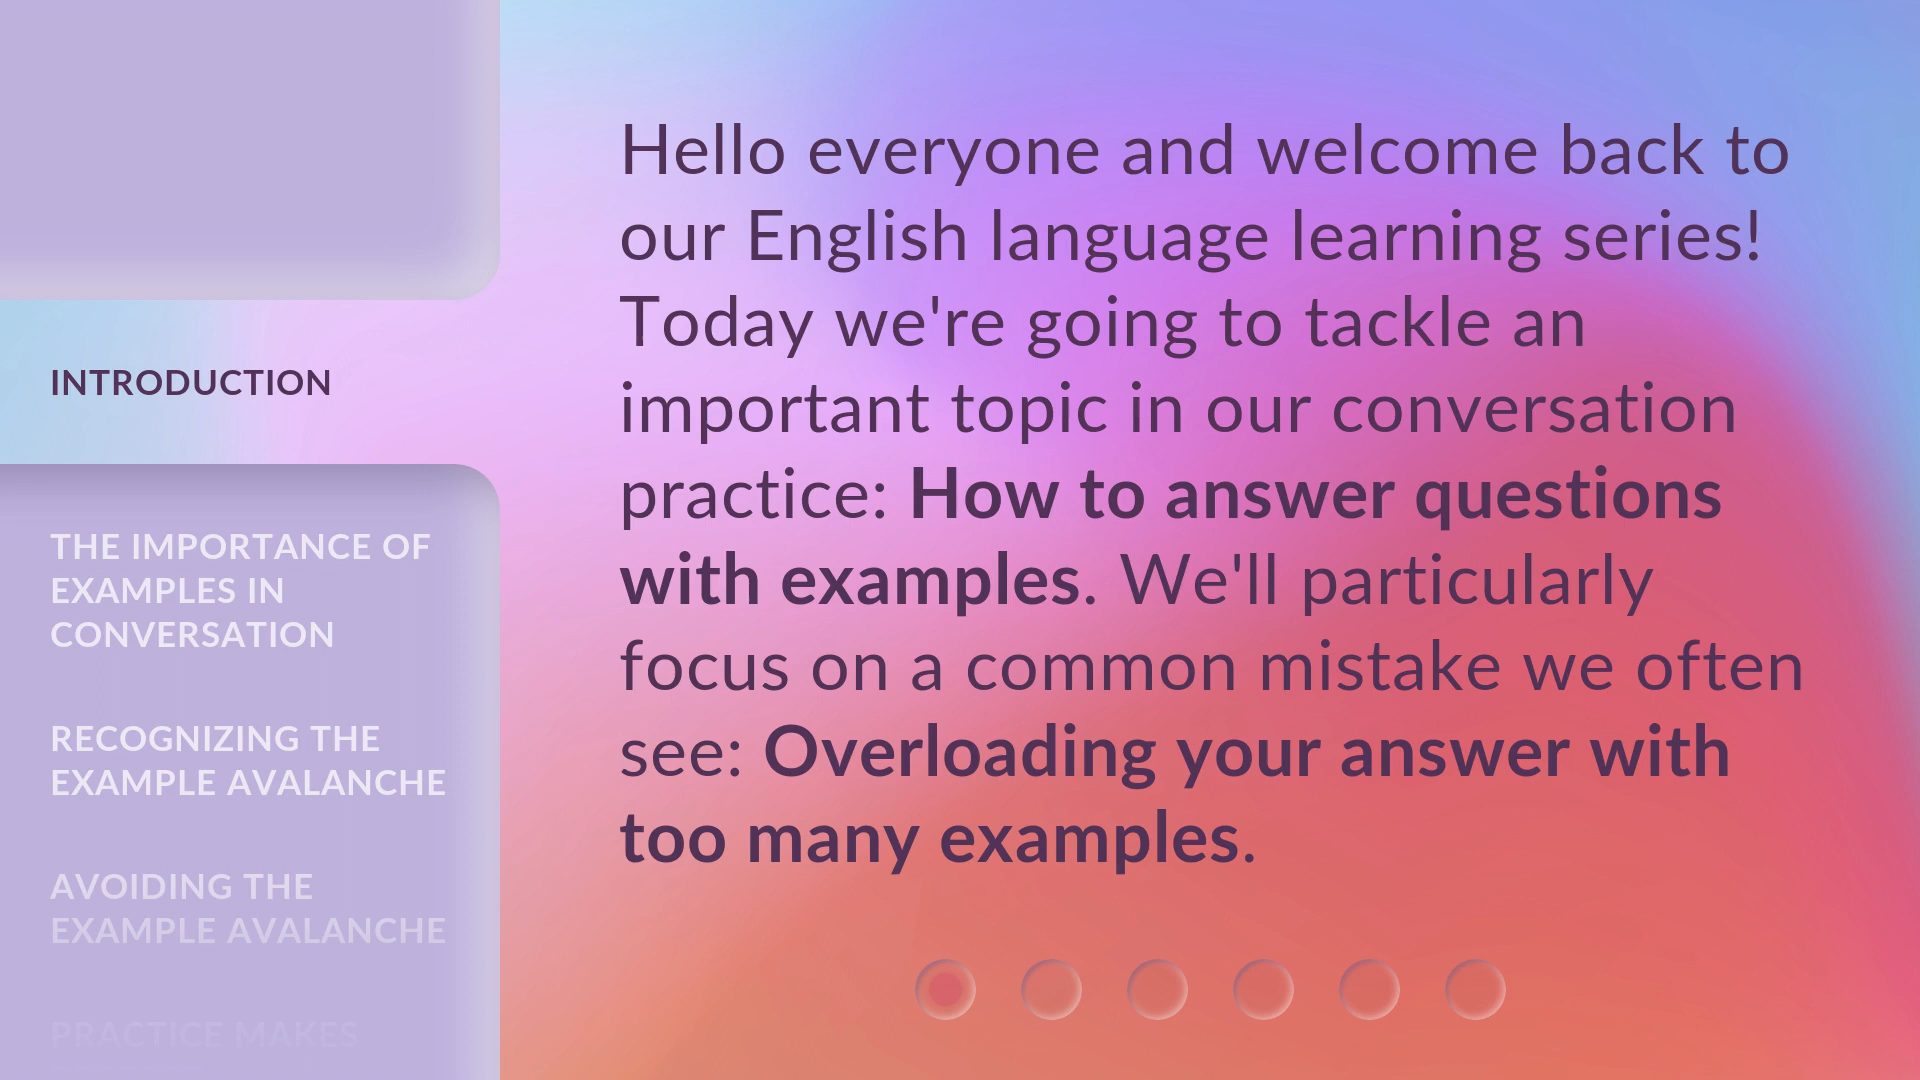 INTRODUCTION
THE IMPORTANCE OF
EXAMPLES IN
CONVERSATION
RECOGNIZING THE
EXAMPLE AVALANCHE
AVOIDING THE
EXAMPLE AVALANCHE
PRACTICE MAKES
Hello everyone and welcome back to
our English language learning series!
Today we're going to tackle an
important topic in our conversation
practice: How to answer questions
with examples. We'll particularly
focus on a common mistake we often
see: Overloading your answer with
too many examples.